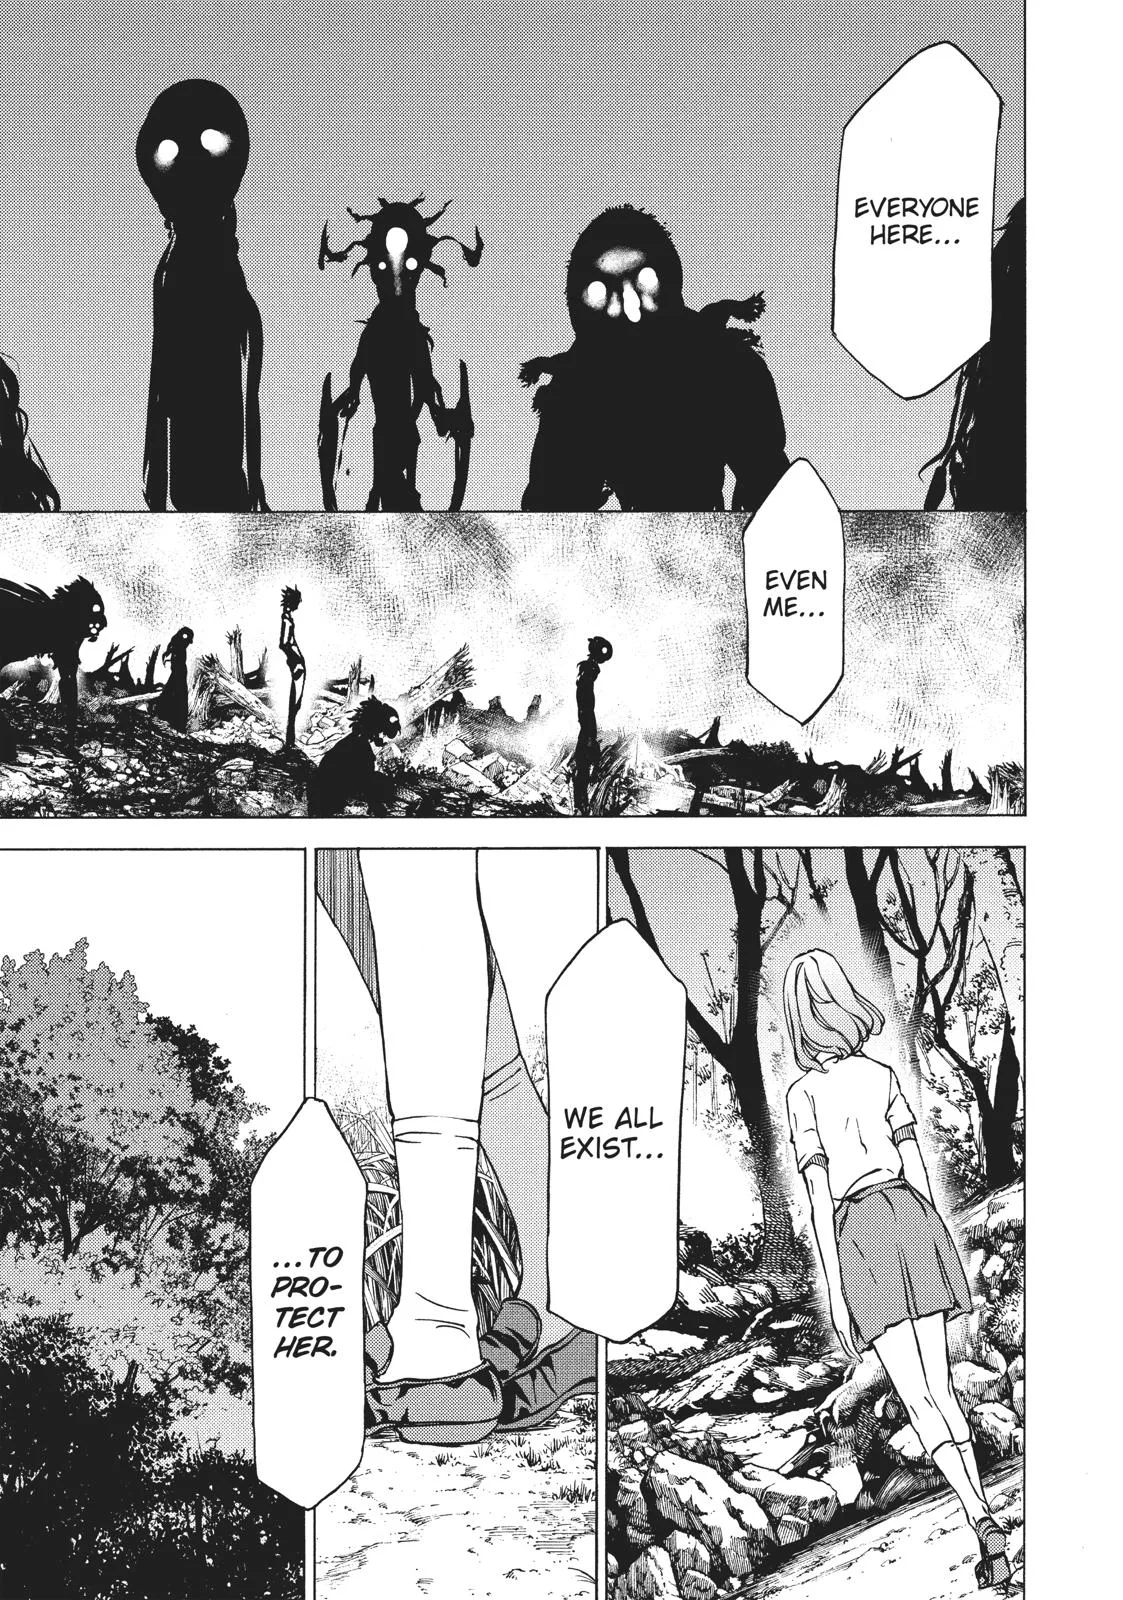 EVERYONE
HERE...
EVEN
ME...
WE ALL
EXIST...
...TO
PRO-
TECT
HER.